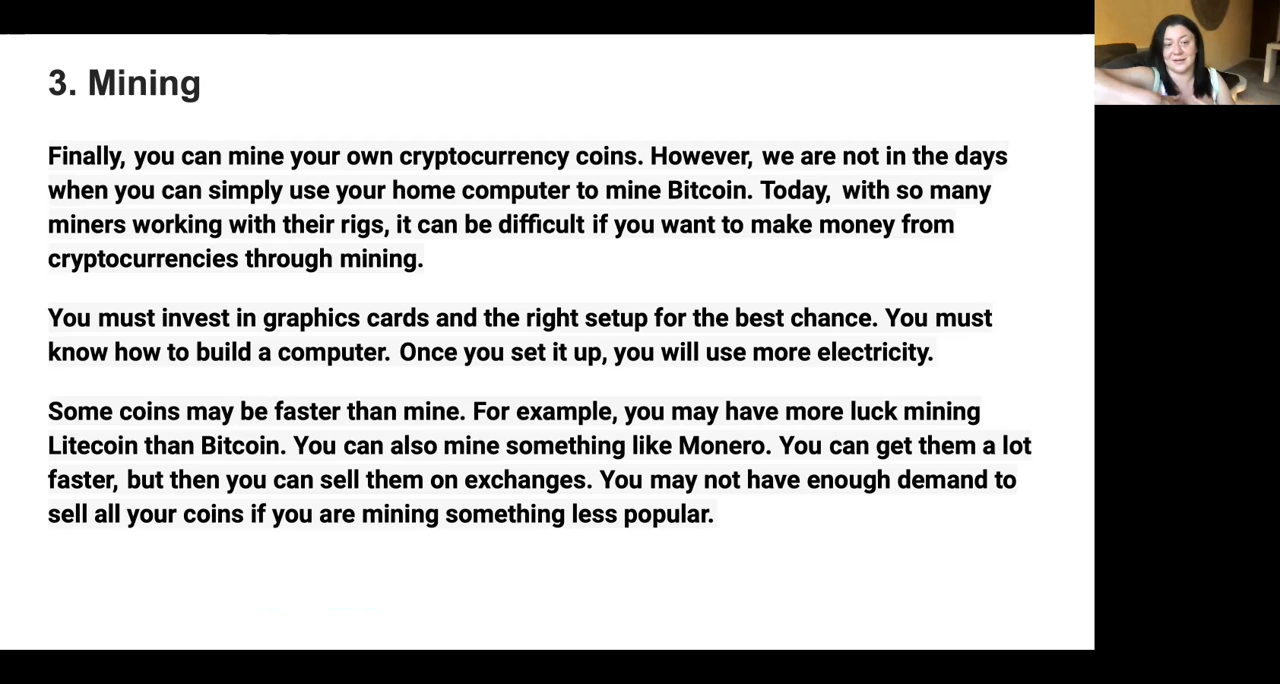 3. Mining
Finally, you can mine your own cryptocurrency coins. However, we are not in the days
when you can simply use your home computer to mine Bitcoin. Today, with so many
miners working with their rigs, it can be difficult if you want to make money from
cryptocurrencies through mining.
You must invest in graphics cards and the right setup for the best chance. You must
know how to build a computer. Once you set it up, you will use more electricity.
Some coins may be faster than mine. For example, you may have more luck mining
Litecoin than Bitcoin. You can also mine something like Monero. You can get them a lot
faster, but then you can sell them on exchanges. You may not have enough demand to
sell all your coins if you are mining something less popular.